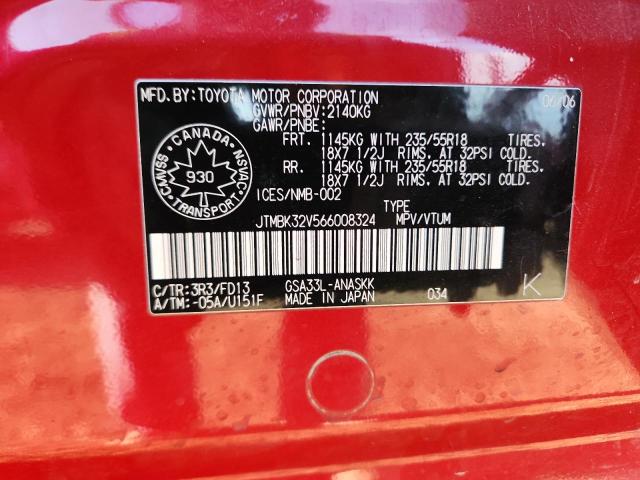 MFD.BY:TOYOTA MOTOR CORPORATION 06/06
GVWR/PNBV:2140KG
GAWR/PNBE:
FRT. 1145KG WITH 235/55R18 TIRES.
18X7 1/2J RIMS. AT 32PSI COLD.
RR. 1145KG WITH 235/55R18 TIRES.
18X7 1/2J RIMS. AT 32PSI COLD.
ICES/NMB-002
CANADA
CMVSS NSVAC
930
TRANSPORT
TYPE
JTMBK32V566008324 MPV/VTUM
C/TR:3R3/FD13 GSA33L-ANASKK
A/TM:-05A/U151F MADE IN JAPAN 034 K